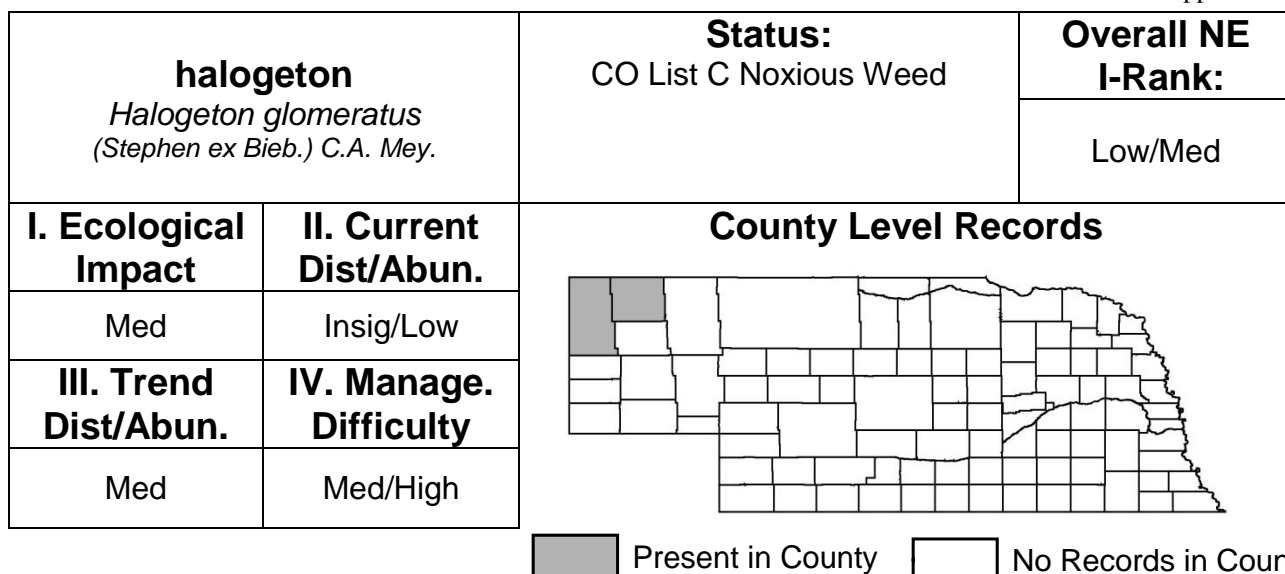 halogeton
Halogeton glomeratus
(Stephen ex Bieb.) C.A. Mey.
Status:
CO List C Noxious Weed
Overall NE
I-Rank:
Low/Med
I. Ecological
Impact
II. Current
Dist/Abun.
Med
Insig/Low
III. Trend
Dist/Abun.
IV. Manage.
Difficulty
Med
Med/High
County Level Records
Present in County
No Records in Coun